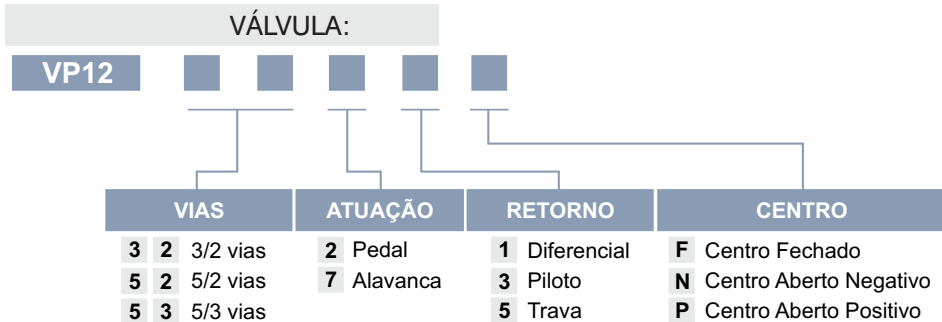 VÁLVULA:
VP12
VIAS ATUAÇÃO RETORNO CENTRO
3 2 3/2 vias 2 Pedal 1 Diferencial F Centro Fechado
5 2 5/2 vias 7 Alavanca 3 Piloto N Centro Aberto Negativo
5 3 5/3 vias 5 Trava P Centro Aberto Positivo